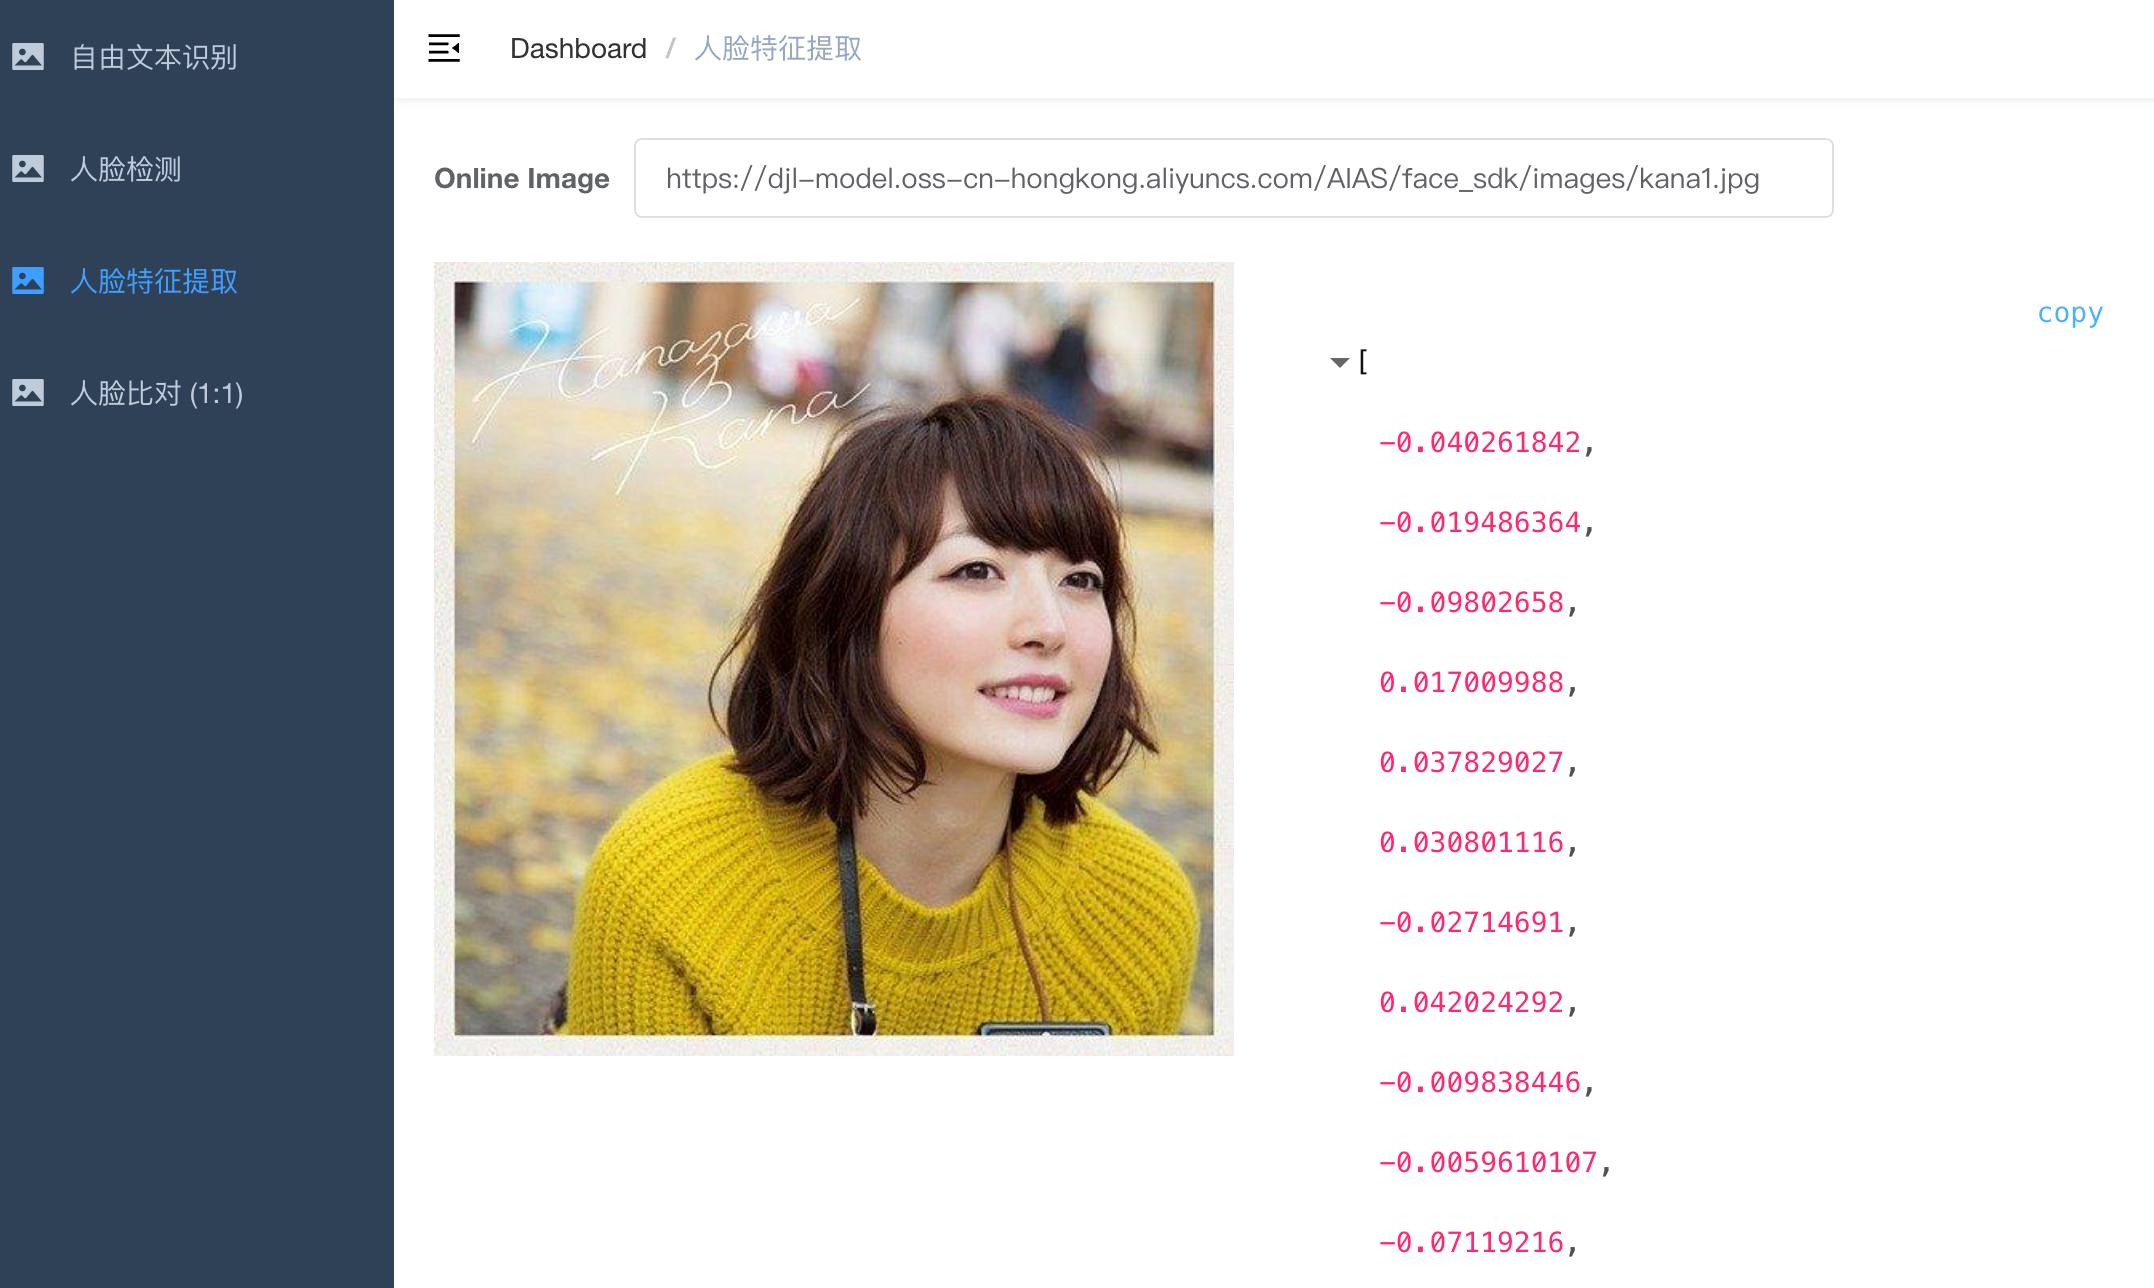 自由文本识别
人脸检测
人脸特征提取
人脸比对 (1:1)
Dashboard / 人脸特征提取
Online Image https://djl-model.oss-cn-hongkong.aliyuncs.com/AIAS/face_sdk/images/kana1.jpg
Hanazawa
Kana
copy
[
-0.040261842,
-0.019486364,
-0.09802658,
0.017009988,
0.037829027,
0.030801116,
-0.02714691,
0.042024292,
-0.009838446,
-0.0059610107,
-0.07119216,